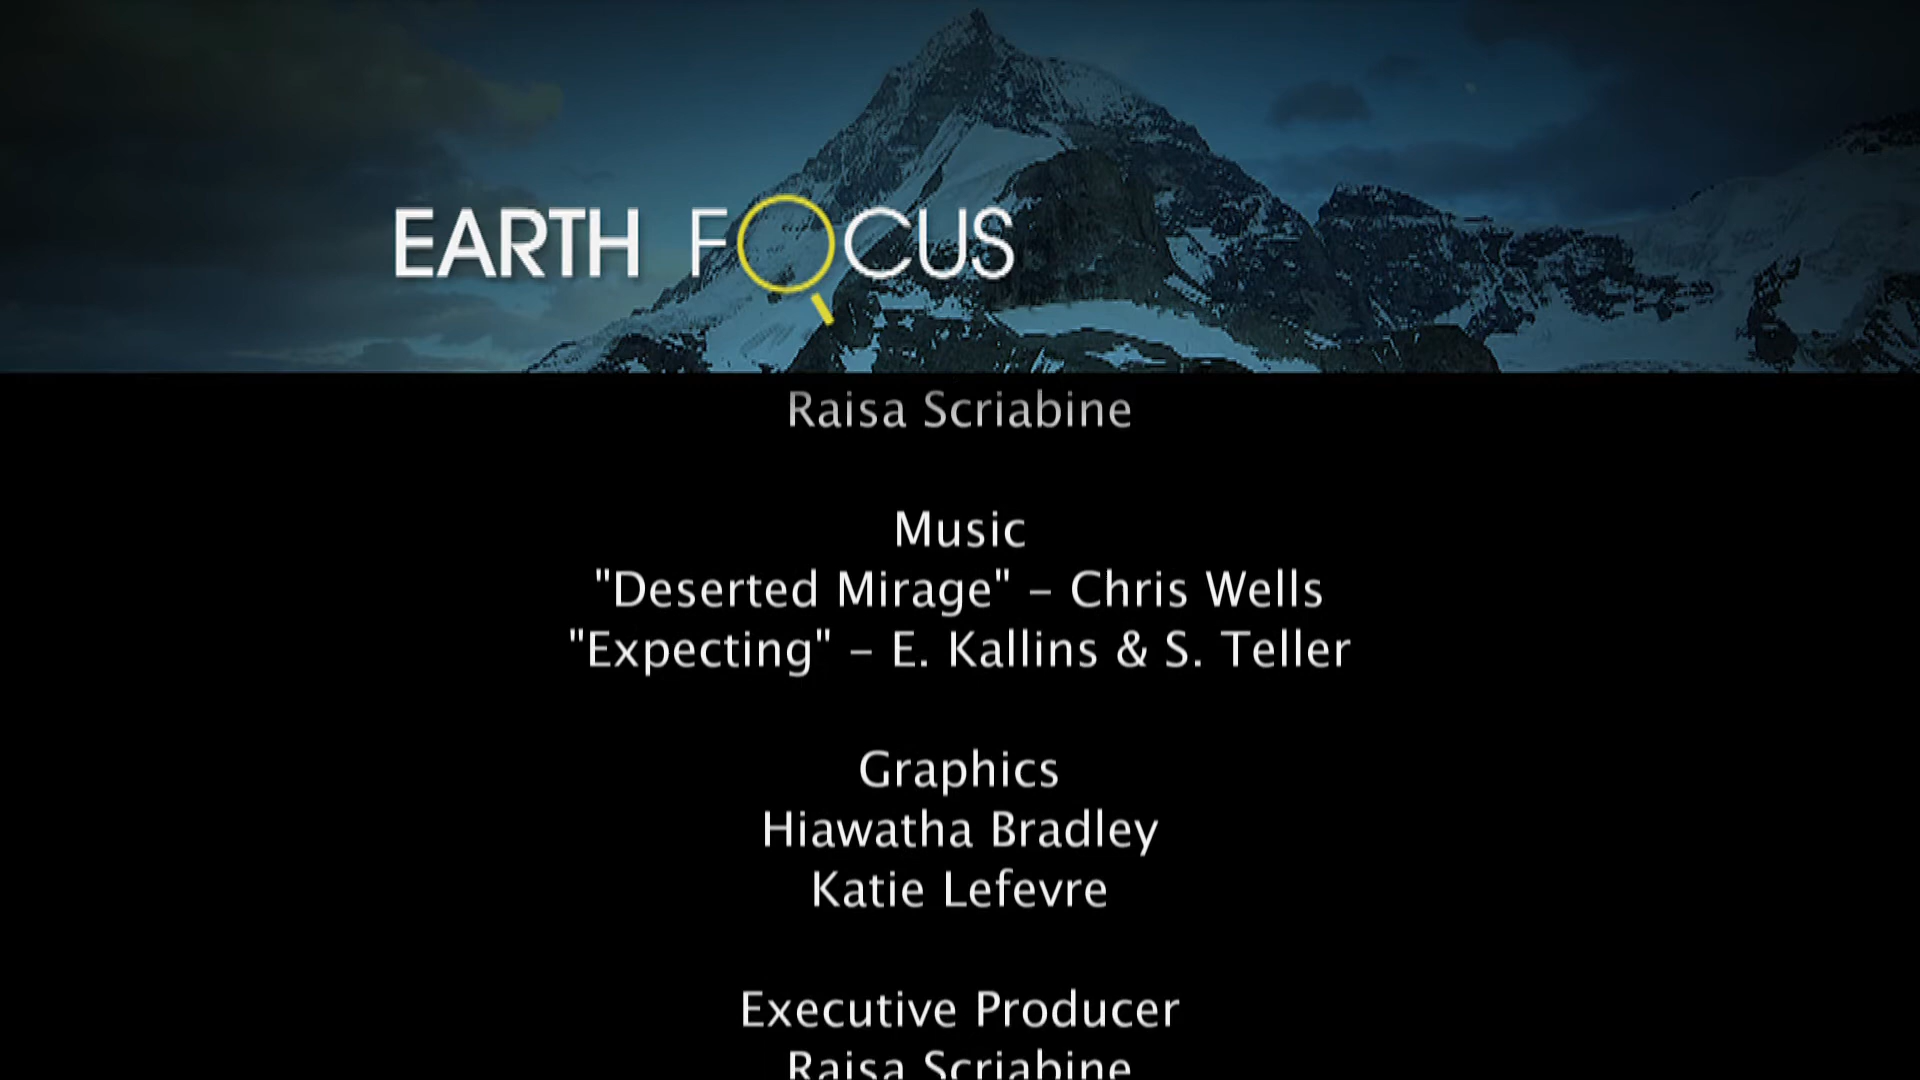 EARTH FOCUS
Raisa Scriabine
Music
"Deserted Mirage" – Chris Wells
"Expecting" – E. Kallins & S. Teller
Graphics
Hiawatha Bradley
Katie Lefevre
Executive Producer
Raisa Scriabine